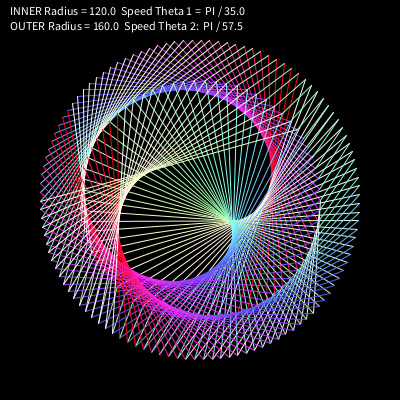 INNER Radius = 120.0  Speed Theta 1 =  PI / 35.0
OUTER Radius = 160.0  Speed Theta 2:  PI / 57.5